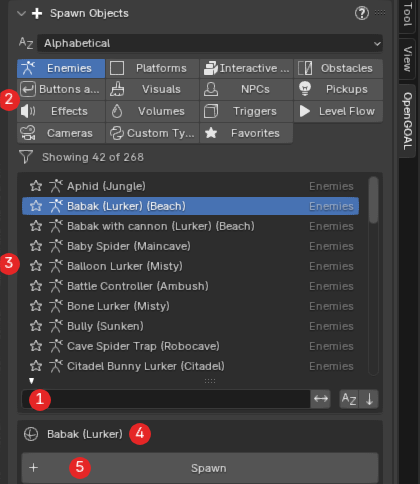 Spawn Objects
Alphabetical
Enemies Platforms Interactive ... Obstacles
Buttons a... Visuals NPCs Pickups
2
Effects Volumes Triggers Level Flow
Cameras Custom Ty... Favorites
Showing 42 of 268
Aphid (Jungle) Enemies
Babak (Lurker) (Beach) Enemies
Babak with cannon (Lurker) (Beach) Enemies
Baby Spider (Maincave) Enemies
3
Balloon Lurker (Misty) Enemies
Battle Controller (Ambush) Enemies
Bone Lurker (Misty) Enemies
Bully (Sunken) Enemies
Cave Spider Trap (Robocave) Enemies
Citadel Bunny Lurker (Citadel) Enemies
1 AZ
Babak (Lurker) 4
5 Spawn
Tool
View
OpenGOAL